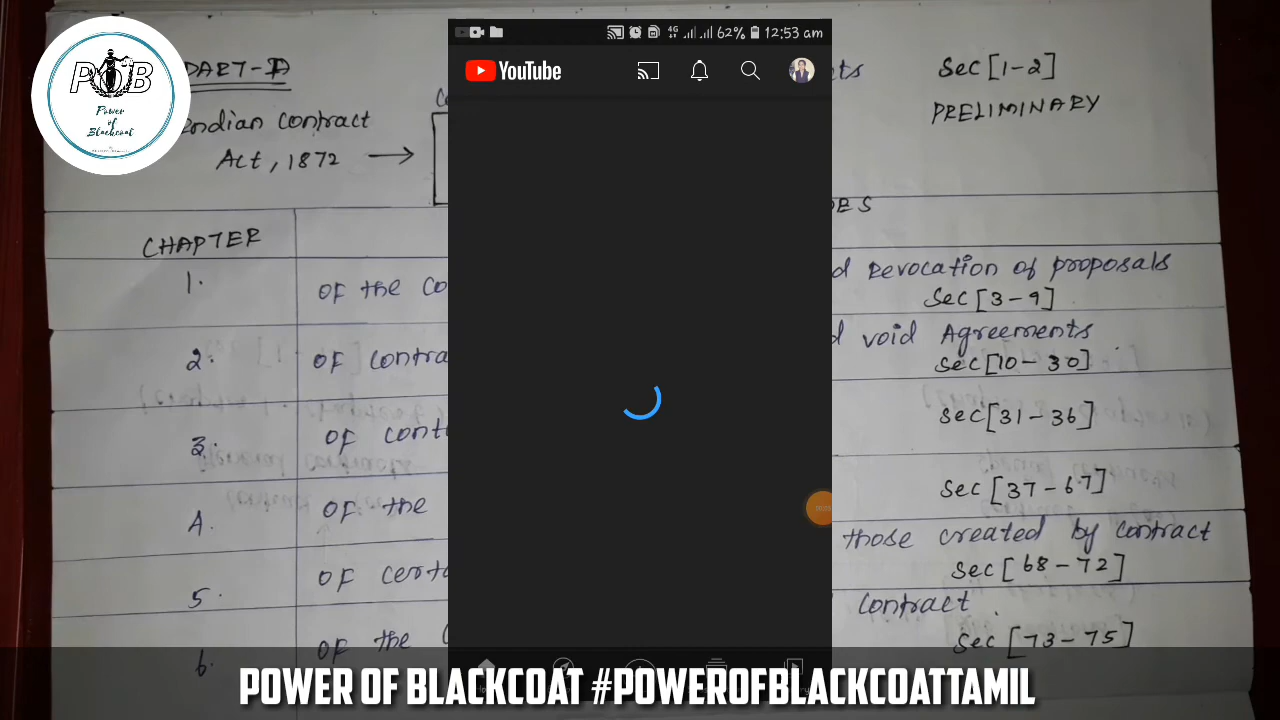 POB
Power
of
Blackcoat
62% 12:53 am
4G
YouTube
PART-I
Indian contract
Act, 1872
Sec [1-2]
PRELIMINARY
CHAPTER
1.
of the Co
d Revocation of proposals
Sec [3-9]
2.
of contra
d void Agreements
Sec [10-30]
3.
of cont
Sec [31-36]
4.
of the
Sec [37-67]
5.
of certa
those created by contract
Sec [68-72]
6.
of the
contract
Sec [73-75]
POWER OF BLACKCOAT #POWEROFBLACKCOATTAMIL